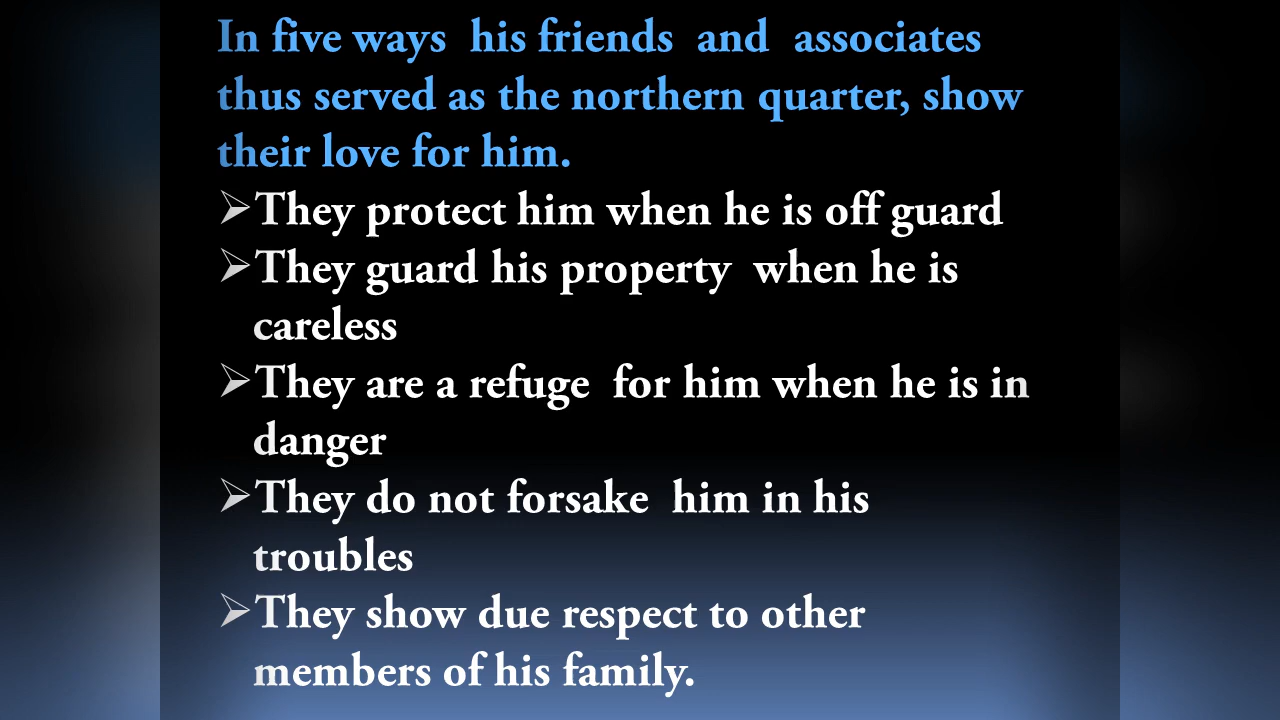 In five ways  his friends  and  associates
thus served as the northern quarter, show
their love for him.
➢They protect him when he is off guard
➢They guard his property  when he is
careless
➢They are a refuge  for him when he is in
danger
➢They do not forsake  him in his
troubles
➢They show due respect to other
members of his family.